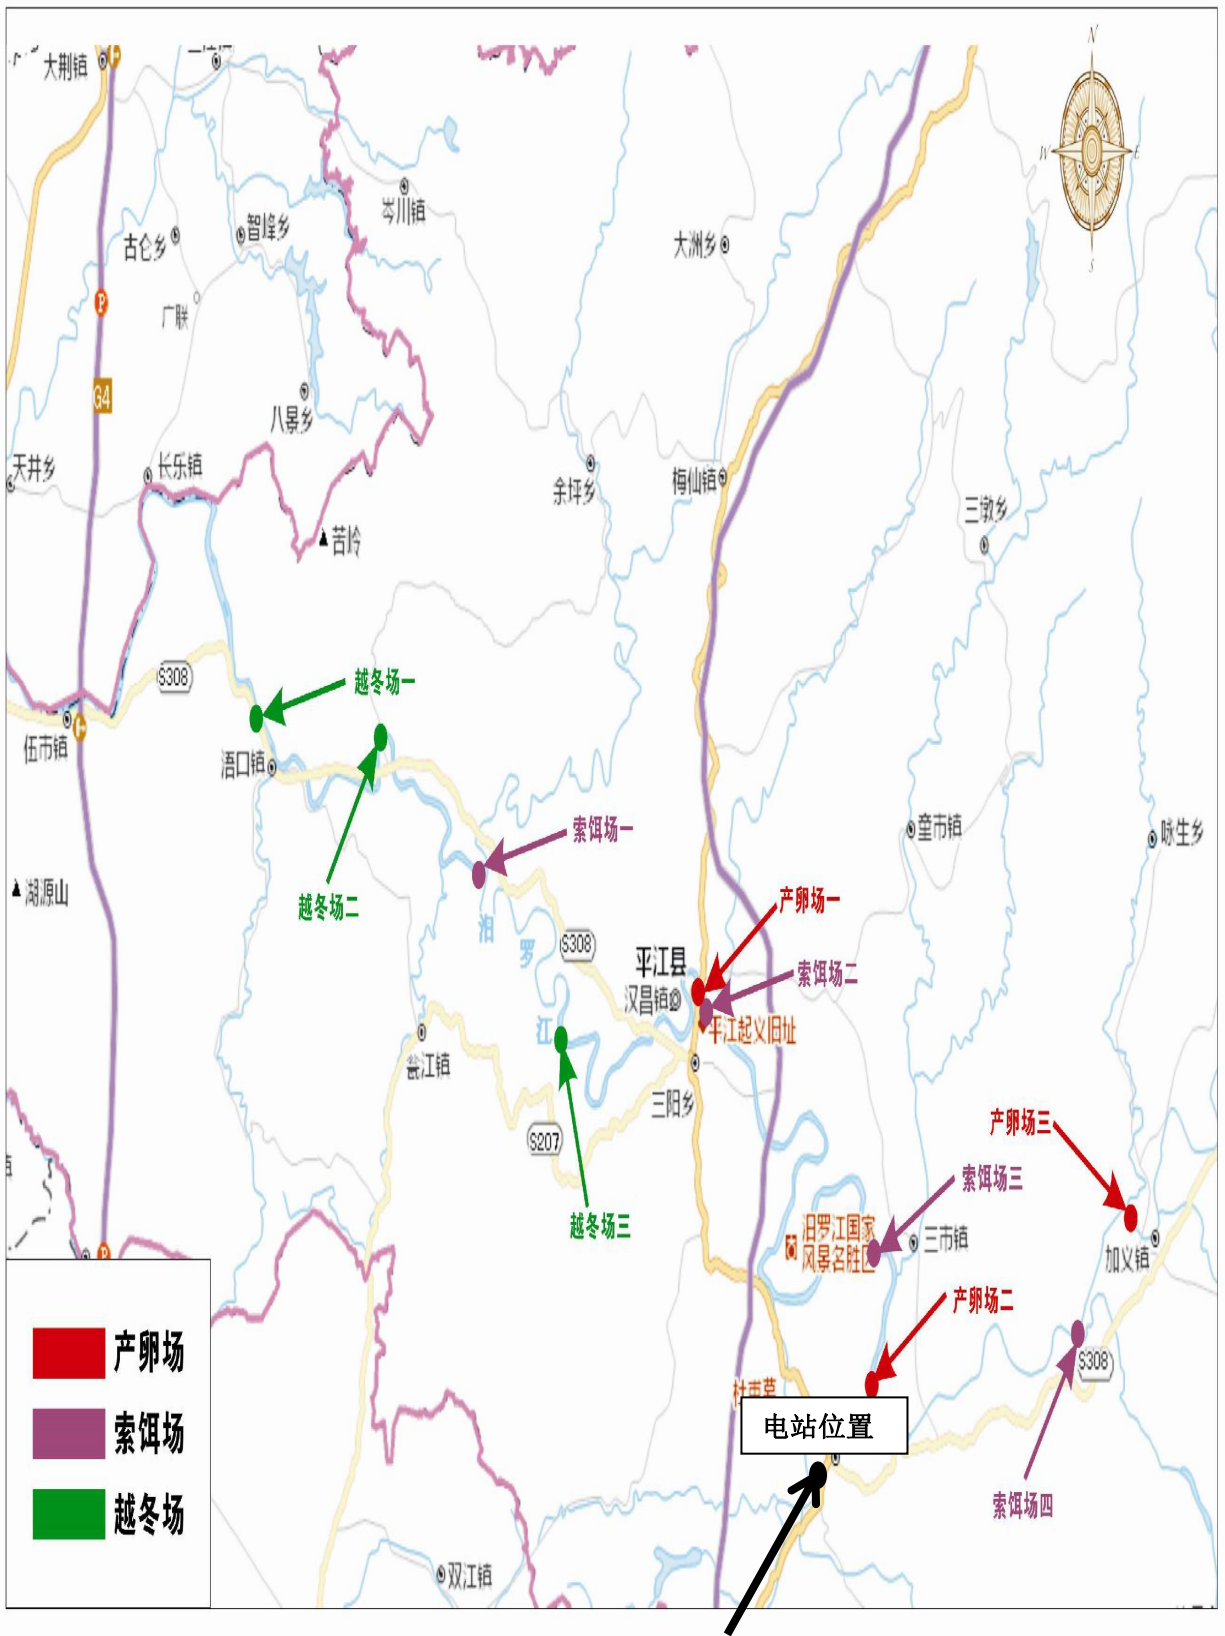 N
大荆镇
岑川镇
W
E
智峰乡
古仑乡
大洲乡
S
P
广联
G4
八景乡
长乐镇
天井乡
余坪乡
梅仙镇
三墩乡
苦岭
S308
越冬场一
伍市镇
浯口镇
索饵场一
童市镇
咏生乡
湖源山
越冬场二
产卵场一
汨
罗
江
S308
平江县
汉昌镇
索饵场二
平江起义旧址
瓮江镇
三阳乡
S207
产卵场三
索饵场三
越冬场三
汨罗江国家
风景名胜区
三市镇
加义镇
P
产卵场二
产卵场
S308
索饵场
电站位置
越冬场
索饵场四
双江镇